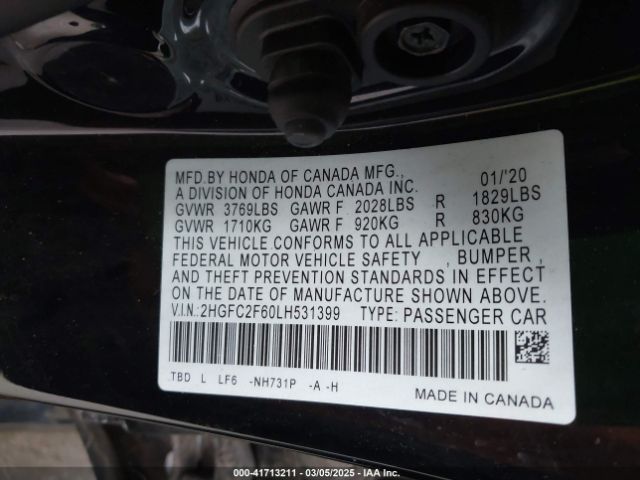 MFD.BY HONDA OF CANADA MFG., 01/'20
A DIVISION OF HONDA CANADA INC.
GVWR 3769LBS GAWR F 2028LBS R 1829LBS
GVWR 1710KG GAWR F 920KG R 830KG
THIS VEHICLE CONFORMS TO ALL APPLICABLE
FEDERAL MOTOR VEHICLE SAFETY , BUMPER ,
AND THEFT PREVENTION STANDARDS IN EFFECT
ON THE DATE OF MANUFACTURE SHOWN ABOVE.
V.I.N.: 2HGFC2F60LH531399 TYPE: PASSENGER CAR
TBD L LF6 -NH731P -A -H
MADE IN CANADA
000-41713211 — 03/05/2025 — IAA Inc.